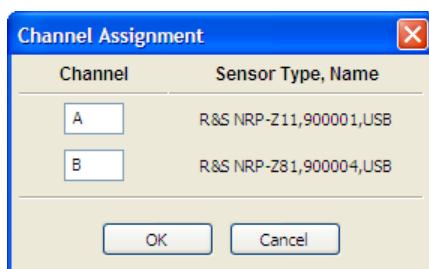 Channel Assignment
Channel Sensor Type, Name
A R&S NRP-Z11,900001,USB
B R&S NRP-Z81,900004,USB
OK Cancel